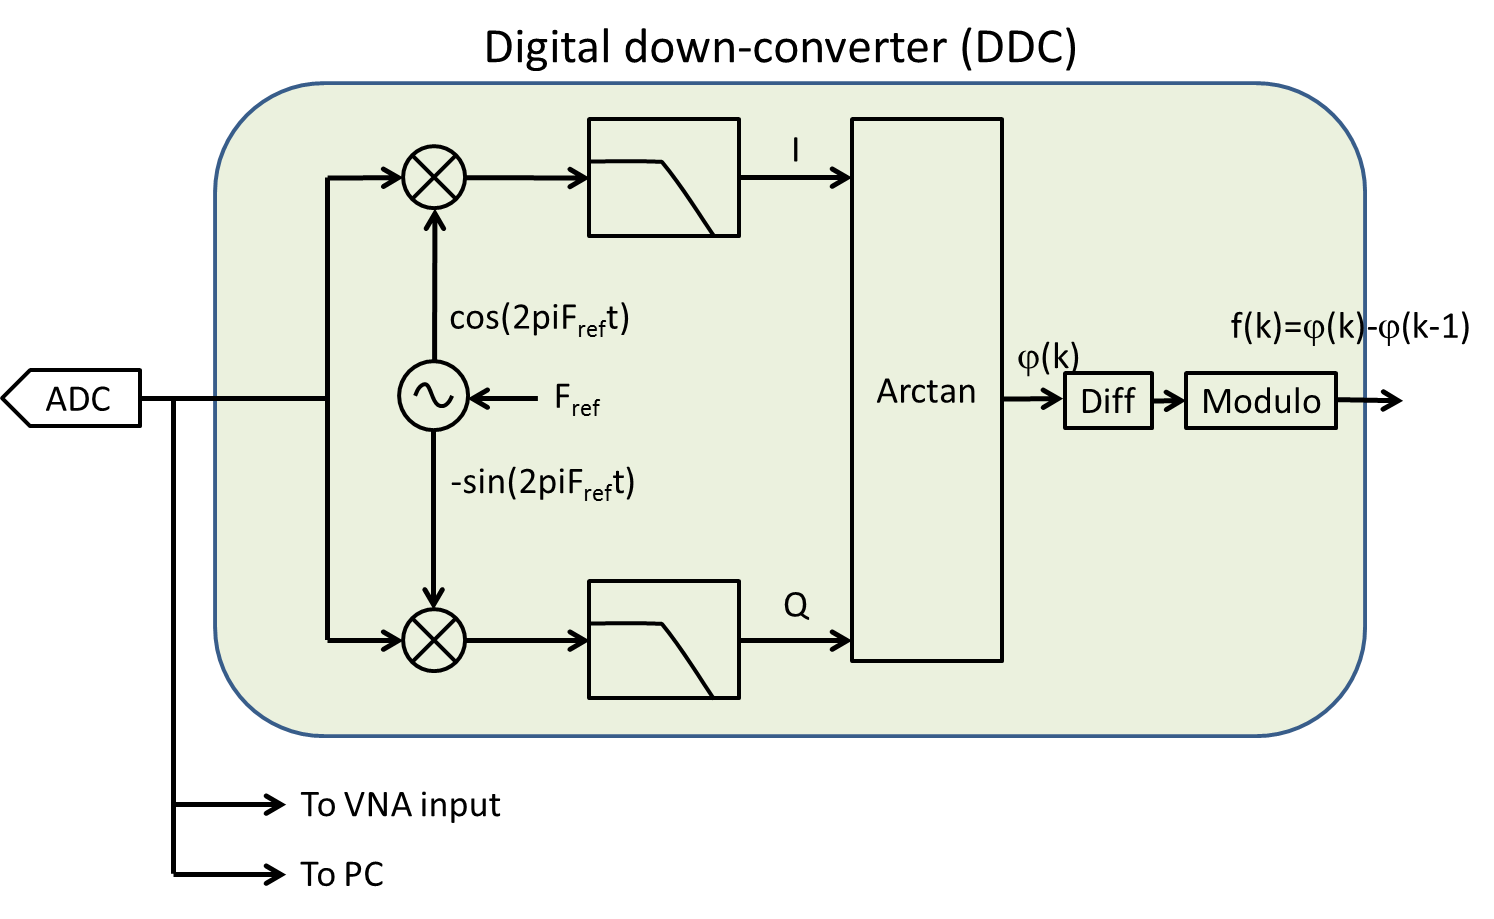 Digital down-converter (DDC)
I
cos(2piFreft)
f(k)=φ(k)-φ(k-1)
φ(k)
ADC
Fref
Arctan
Diff
Modulo
-sin(2piFreft)
Q
To VNA input
To PC